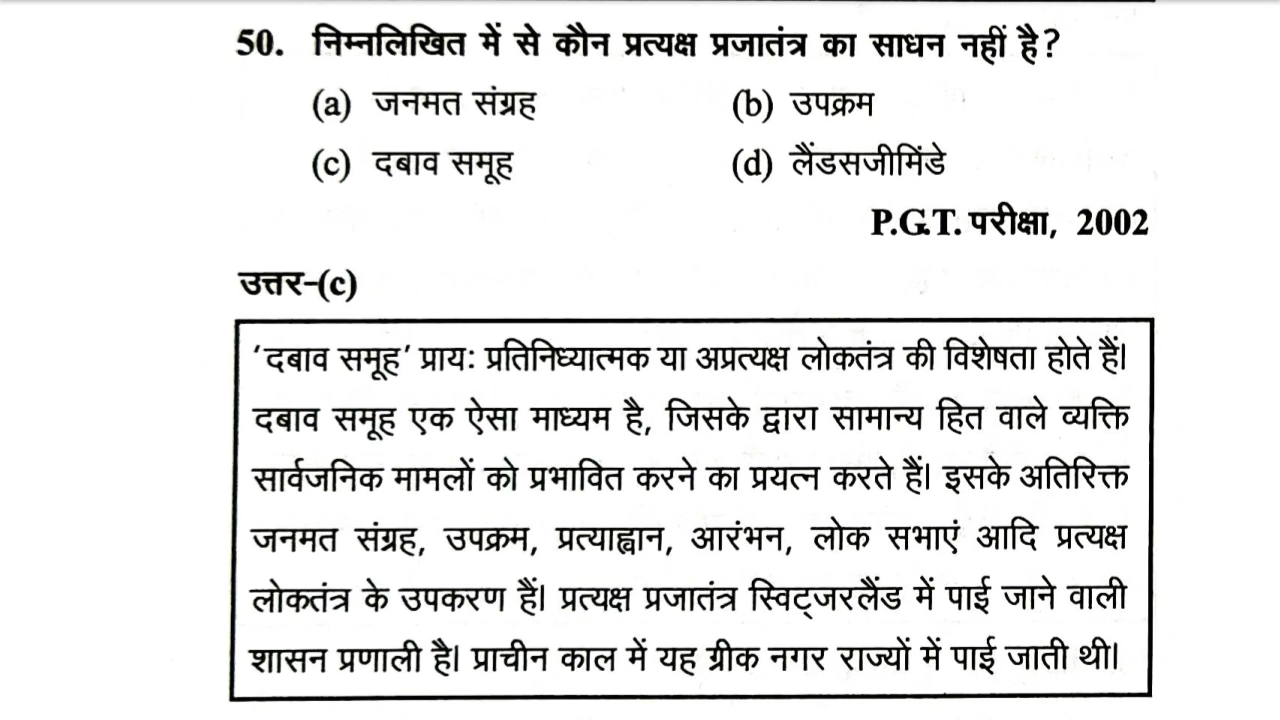 50. निम्नलिखित में से कौन प्रत्यक्ष प्रजातंत्र का साधन नहीं है?
(a) जनमत संग्रह (b) उपक्रम
(c) दबाव समूह (d) लैंडसजीमिंडे
P.G.T. परीक्षा, 2002
उत्तर-(c)
'दबाव समूह' प्रायः प्रतिनिध्यात्मक या अप्रत्यक्ष लोकतंत्र की विशेषता होते हैं।
दबाव समूह एक ऐसा माध्यम है, जिसके द्वारा सामान्य हित वाले व्यक्ति
सार्वजनिक मामलों को प्रभावित करने का प्रयत्न करते हैं। इसके अतिरिक्त
जनमत संग्रह, उपक्रम, प्रत्याह्वान, आरंभन, लोक सभाएं आदि प्रत्यक्ष
लोकतंत्र के उपकरण हैं। प्रत्यक्ष प्रजातंत्र स्विट्जरलैंड में पाई जाने वाली
शासन प्रणाली है। प्राचीन काल में यह ग्रीक नगर राज्यों में पाई जाती थी।